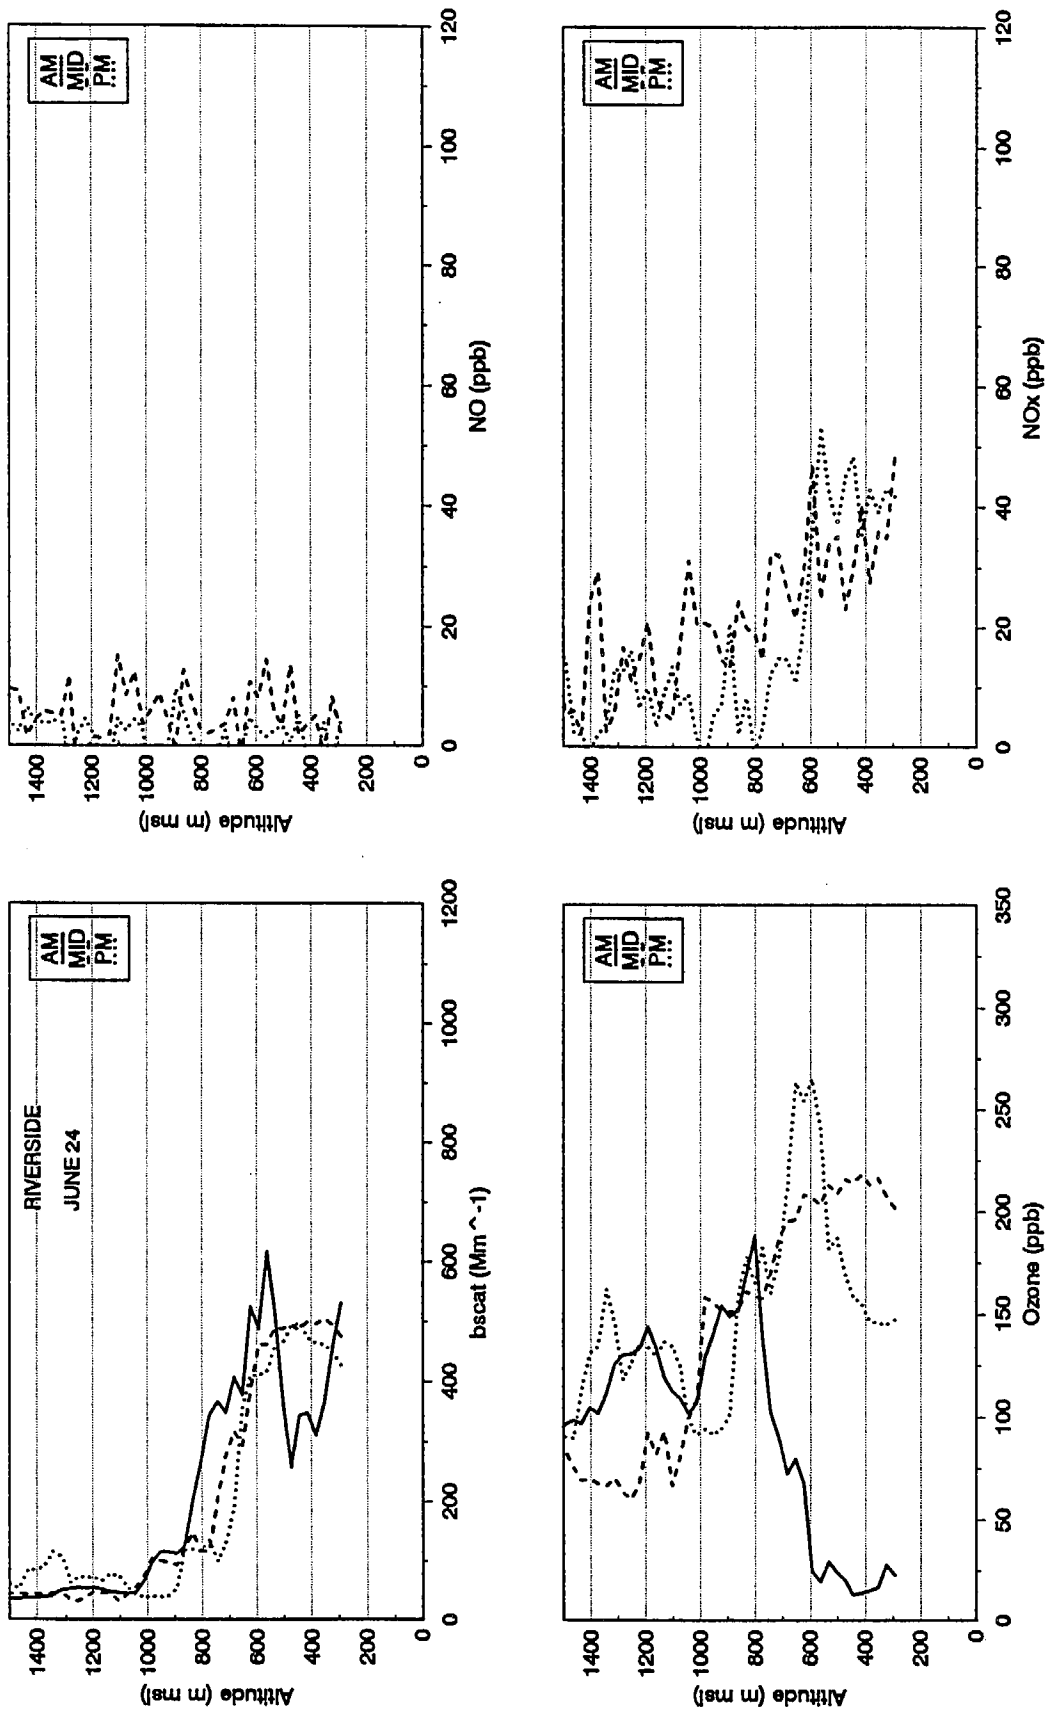 RIVERSIDE
JUNE 24
AM
MID
PM
Altitude (m msl)
1400
1200
1000
800
600
400
200
0
0 200 400 600 800 1000 1200
bscat (Mm ^ -1)
AM
MID
PM
Altitude (m msl)
1400
1200
1000
800
600
400
200
0
0 20 40 60 80 100 120
NO (ppb)
AM
MID
PM
Altitude (m msl)
1400
1200
1000
800
600
400
200
0
0 50 100 150 200 250 300 350
Ozone (ppb)
AM
MID
PM
Altitude (m msl)
1400
1200
1000
800
600
400
200
0
0 20 40 60 80 100 120
NOx (ppb)